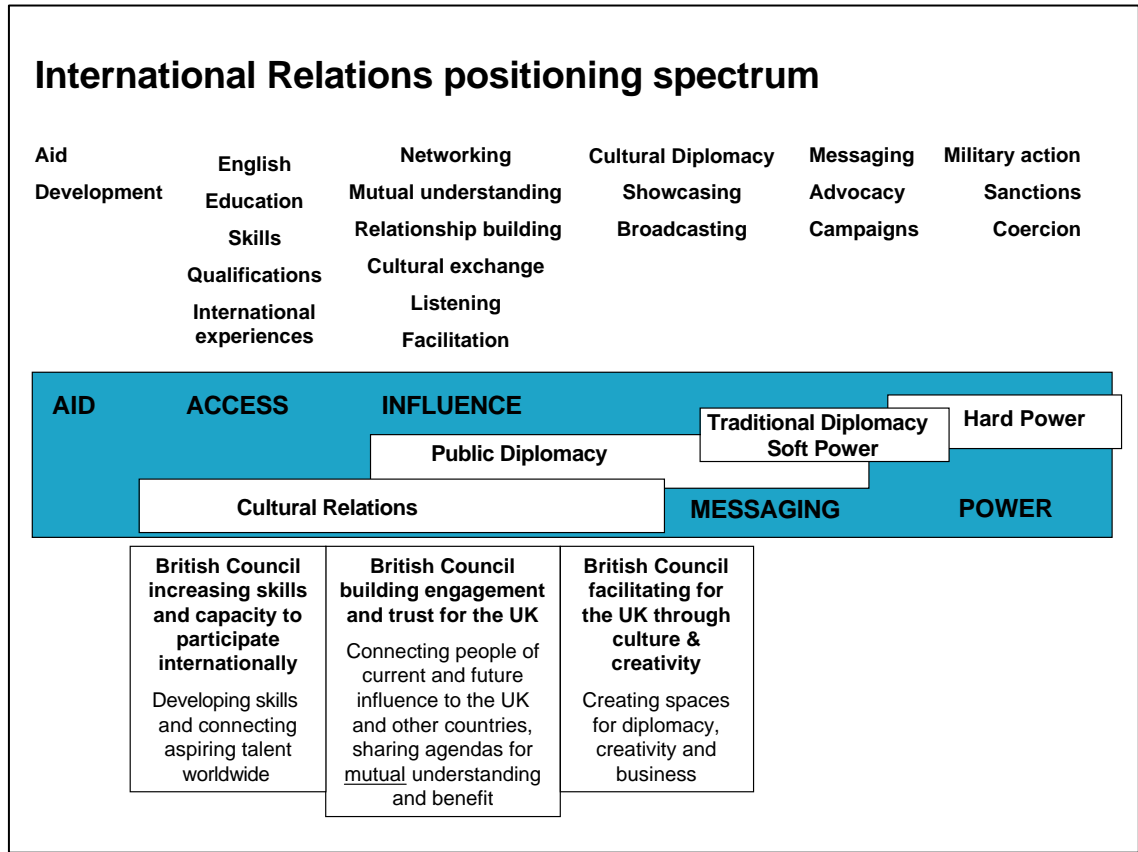 International Relations positioning spectrum
Aid
Development
English
Education
Skills
Qualifications
International
experiences
Networking
Mutual understanding
Relationship building
Cultural exchange
Listening
Facilitation
Cultural Diplomacy
Showcasing
Broadcasting
Messaging
Advocacy
Campaigns
Military action
Sanctions
Coercion
AID
ACCESS
INFLUENCE
Traditional Diplomacy
Soft Power
Hard Power
Public Diplomacy
Cultural Relations
MESSAGING
POWER
British Council
increasing skills
and capacity to
participate
internationally
Developing skills
and connecting
aspiring talent
worldwide
British Council
building engagement
and trust for the UK
Connecting people of
current and future
influence to the UK
and other countries,
sharing agendas for
mutual understanding
and benefit
British Council
facilitating for
the UK through
culture &
creativity
Creating spaces
for diplomacy,
creativity and
business